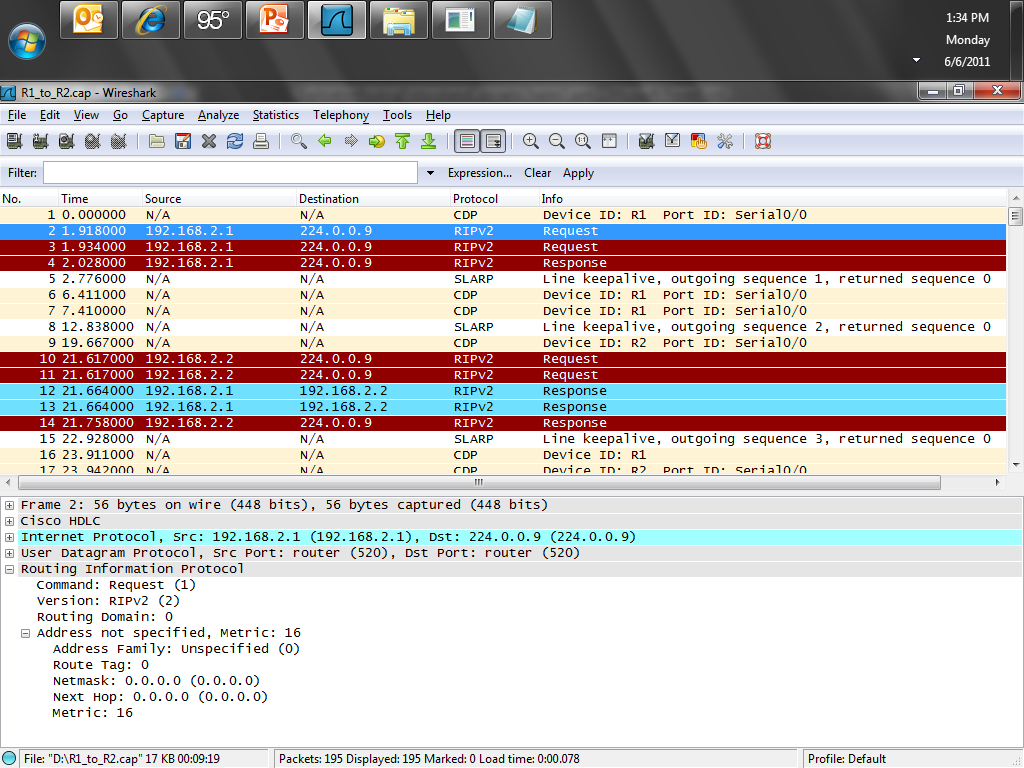 95°
1:34 PM
Monday
6/6/2011
R1_to_R2.cap - Wireshark
File Edit View Go Capture Analyze Statistics Telephony Tools Help
Filter: Expression... Clear Apply
No. Time Source Destination Protocol Info
1 0.000000 N/A N/A CDP Device ID: R1 Port ID: Serial0/0
2 1.918000 192.168.2.1 224.0.0.9 RIPv2 Request
3 1.934000 192.168.2.1 224.0.0.9 RIPv2 Request
4 2.028000 192.168.2.1 224.0.0.9 RIPv2 Response
5 2.776000 N/A N/A SLARP Line keepalive, outgoing sequence 1, returned sequence 0
6 6.411000 N/A N/A CDP Device ID: R1 Port ID: Serial0/0
7 7.410000 N/A N/A CDP Device ID: R1 Port ID: Serial0/0
8 12.838000 N/A N/A SLARP Line keepalive, outgoing sequence 2, returned sequence 0
9 19.667000 N/A N/A CDP Device ID: R2 Port ID: Serial0/0
10 21.617000 192.168.2.2 224.0.0.9 RIPv2 Request
11 21.617000 192.168.2.2 224.0.0.9 RIPv2 Request
12 21.664000 192.168.2.1 192.168.2.2 RIPv2 Response
13 21.664000 192.168.2.1 192.168.2.2 RIPv2 Response
14 21.758000 192.168.2.2 224.0.0.9 RIPv2 Response
15 22.928000 N/A N/A SLARP Line keepalive, outgoing sequence 3, returned sequence 0
16 23.911000 N/A N/A CDP Device ID: R1
17 23.942000 N/A N/A CDP Device ID: R2 Port ID: Serial0/0
Frame 2: 56 bytes on wire (448 bits), 56 bytes captured (448 bits)
Cisco HDLC
Internet Protocol, Src: 192.168.2.1 (192.168.2.1), Dst: 224.0.0.9 (224.0.0.9)
User Datagram Protocol, Src Port: router (520), Dst Port: router (520)
Routing Information Protocol
Command: Request (1)
Version: RIPv2 (2)
Routing Domain: 0
Address not specified, Metric: 16
Address Family: Unspecified (0)
Route Tag: 0
Netmask: 0.0.0.0 (0.0.0.0)
Next Hop: 0.0.0.0 (0.0.0.0)
Metric: 16
File: "D:\R1_to_R2.cap" 17 KB 00:09:19 Packets: 195 Displayed: 195 Marked: 0 Load time: 0:00.078 Profile: Default